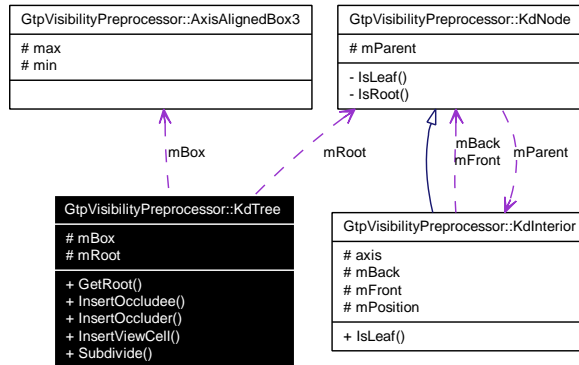 GtpVisibilityPreprocessor::AxisAlignedBox3
# max
# min
GtpVisibilityPreprocessor::KdNode
# mParent
- IsLeaf()
- IsRoot()
mBox
mRoot
mBack
mFront
mParent
GtpVisibilityPreprocessor::KdTree
# mBox
# mRoot
+ GetRoot()
+ InsertOccludee()
+ InsertOccluder()
+ InsertViewCell()
+ Subdivide()
GtpVisibilityPreprocessor::KdInterior
# axis
# mBack
# mFront
# mPosition
+ IsLeaf()